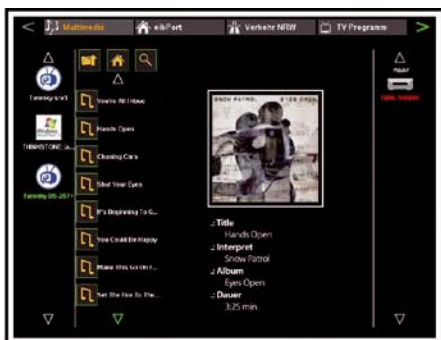 < Multimedia eibPort Verkehr NRW TV Programm >
You're All I Have
Hands Open
Chasing Cars
Shut Your Eyes
It's Beginning To G...
You Could Be Happy
Make This Go On F...
Set The Fire To The...
SNOW PATROL EYES OPEN
.: Title
Hands Open
.: Interpret
Snow Patrol
.: Album
Eyes Open
.: Dauer
3:25 min.